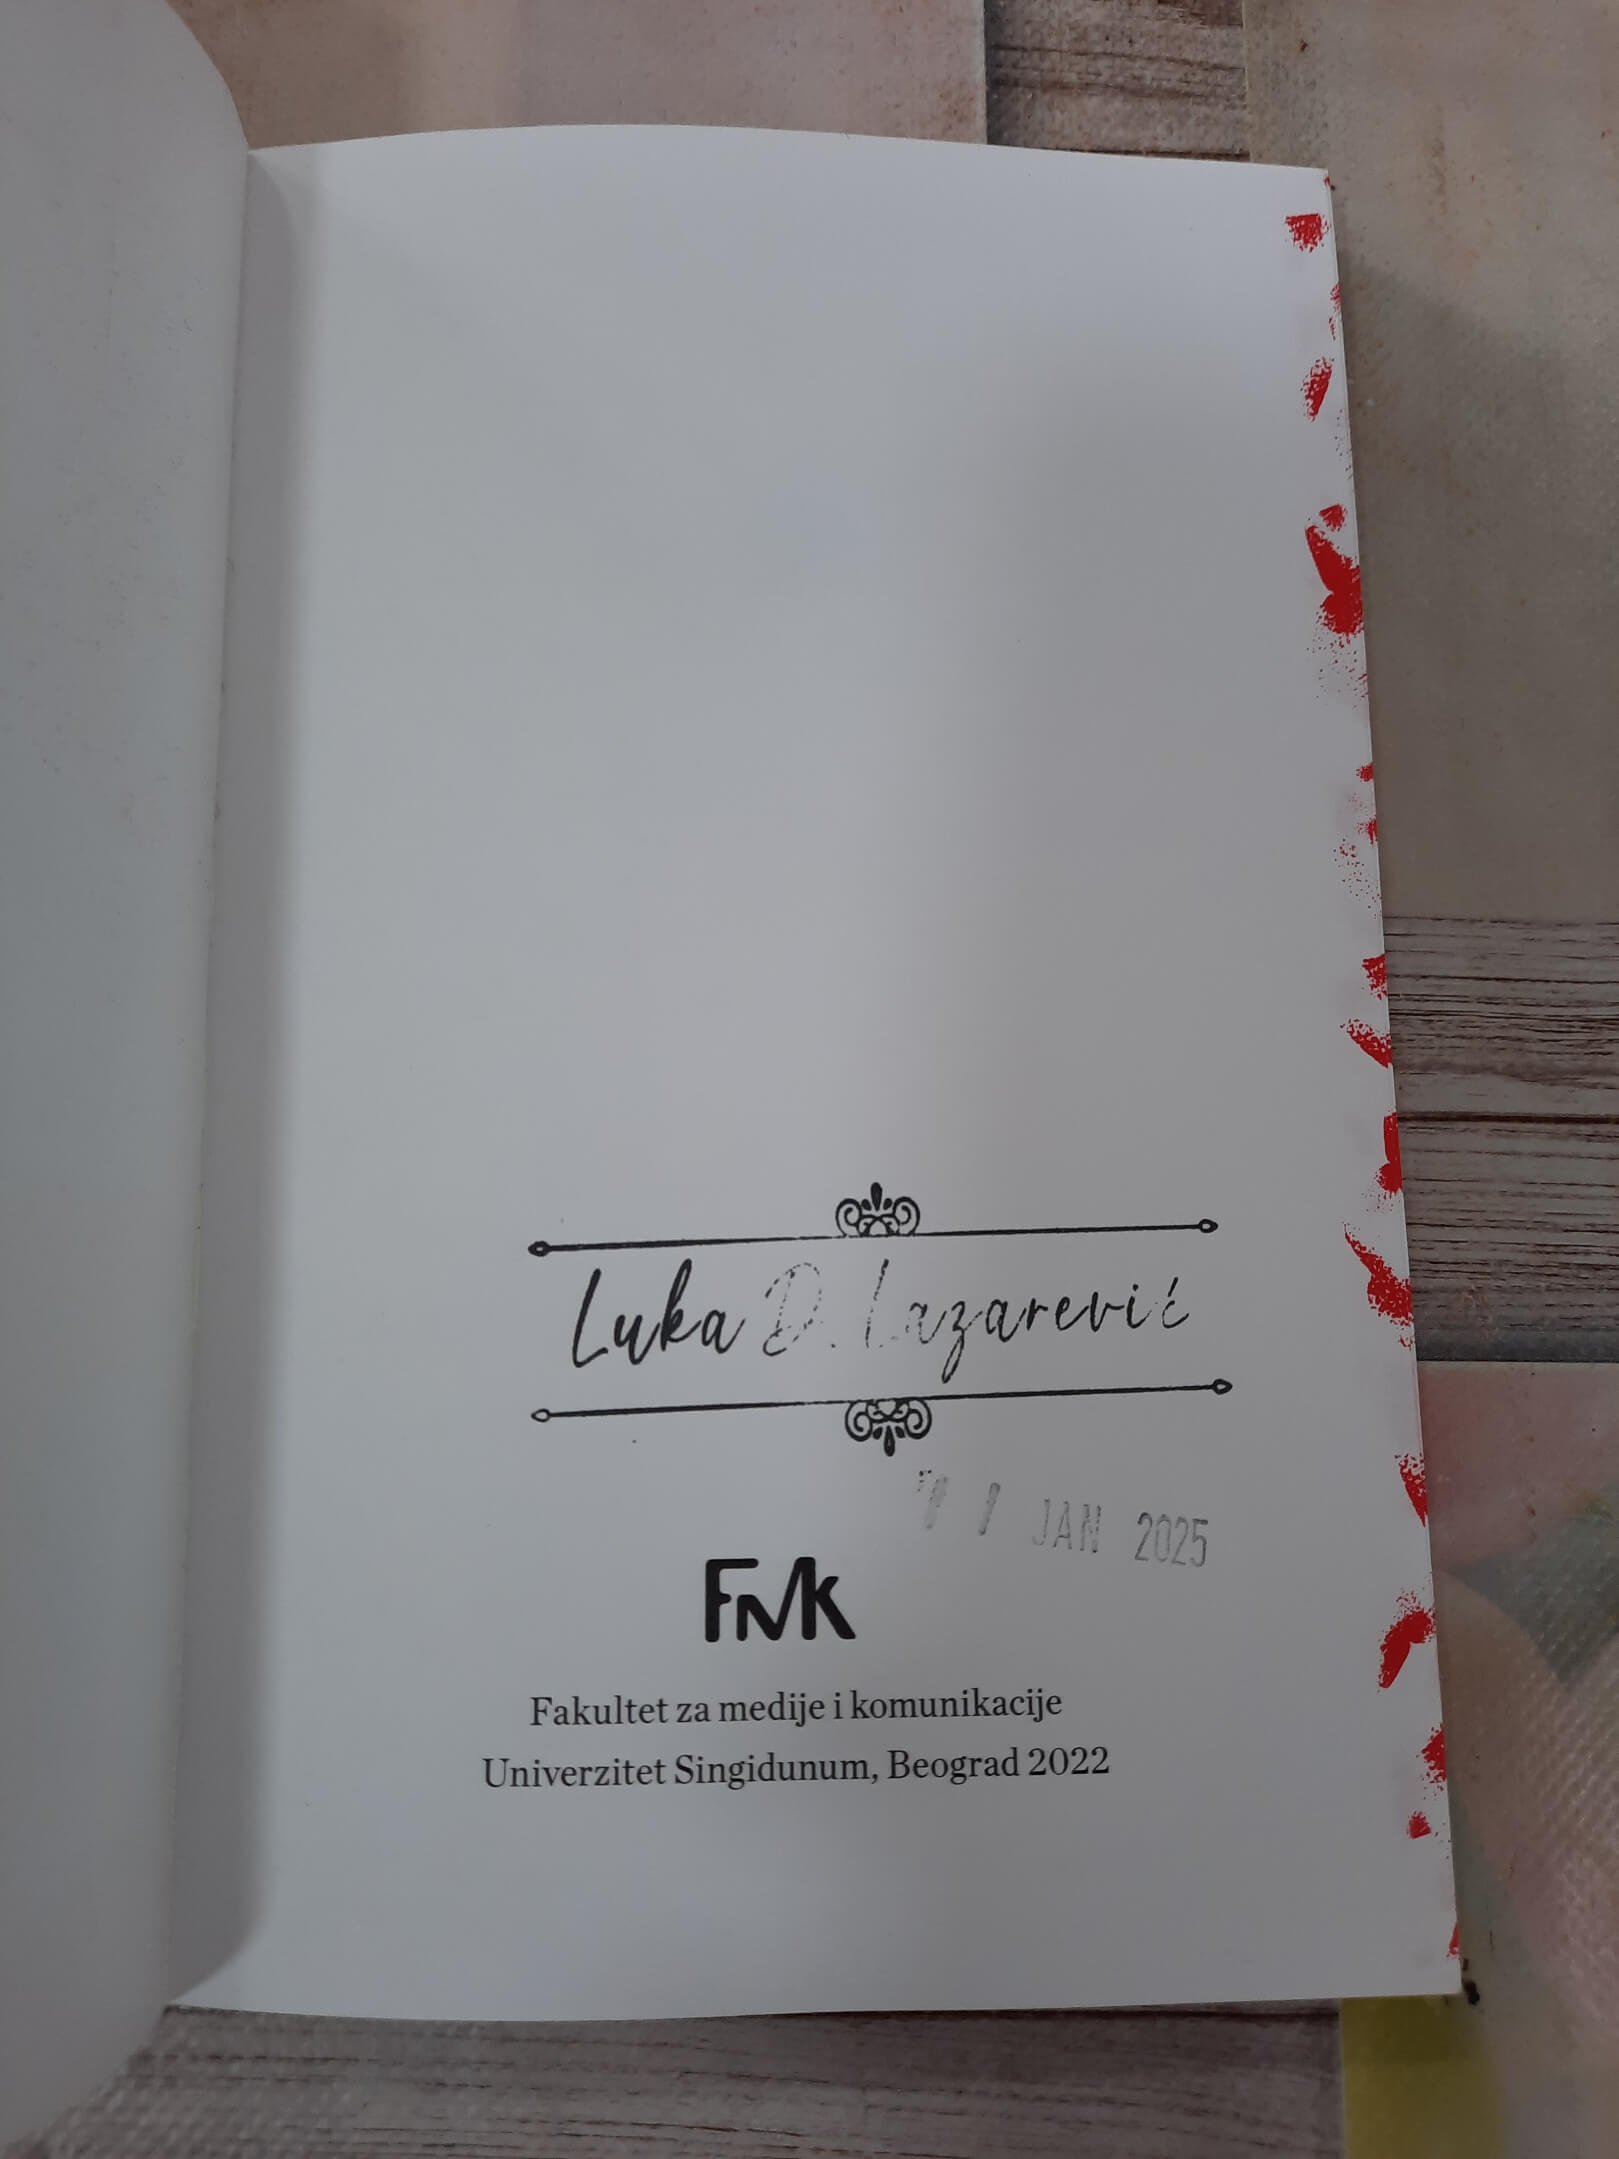 Luka D. Lazarević
JAN 2025
FMK
Fakultet za medije i komunikacije
Univerzitet Singidunum, Beograd 2022